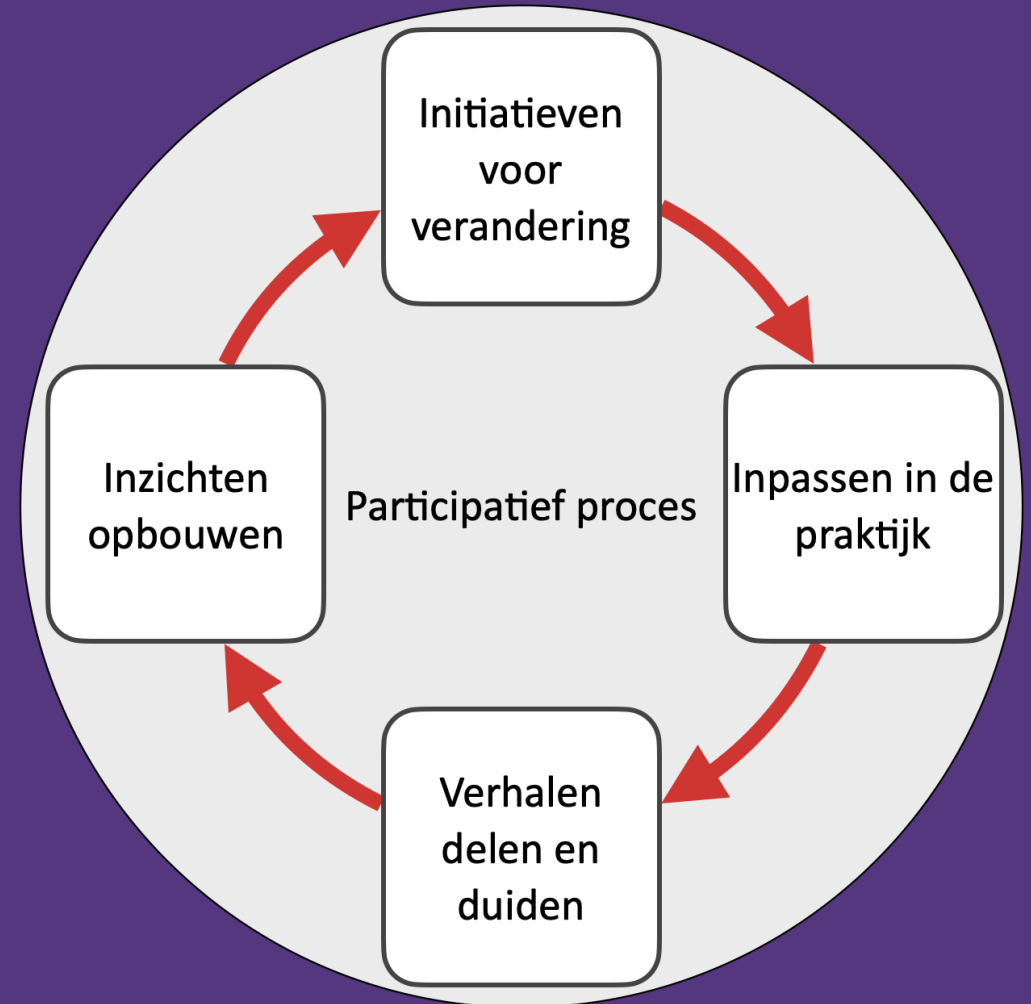 Initiatieven
voor
verandering
Inzichten
opbouwen
Participatief proces
Inpassen in de
praktijk
Verhalen
delen en
duiden